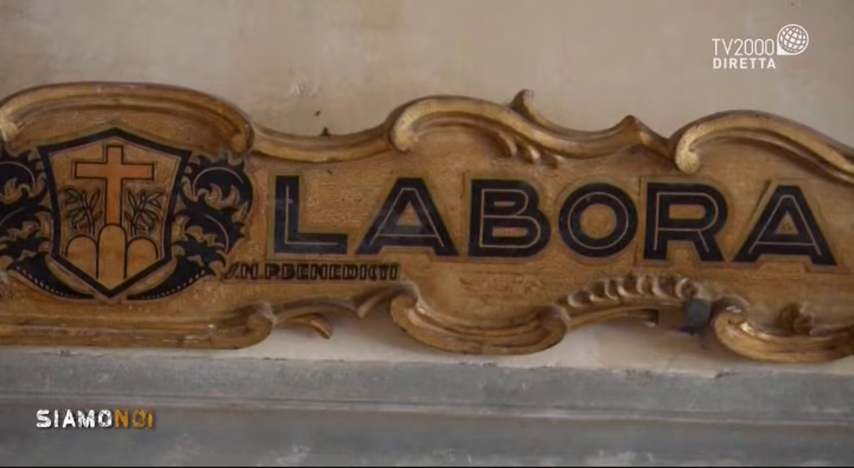 TV2000
DIRETTA
LABORA
SIAMONOI